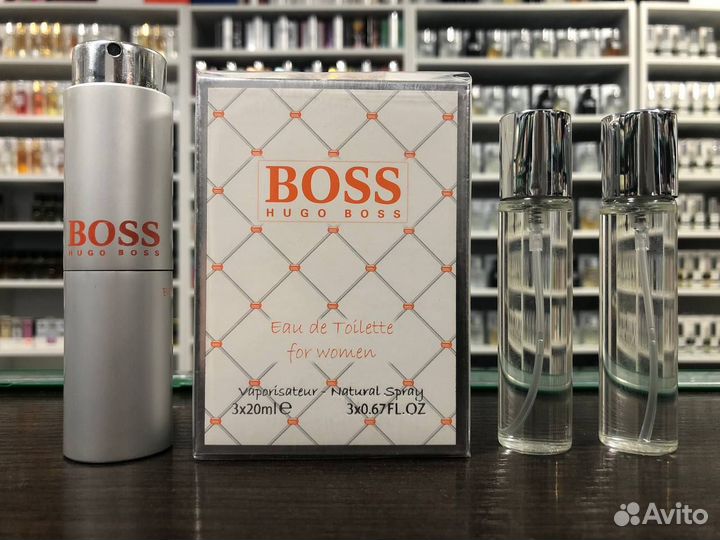 BOSS
HUGO BOSS
BOSS
HUGO BOSS
Eau de Toilette
for women
Vaporisateur - Natural Spray
3x20ml e 3x0.67FL.OZ
Avito